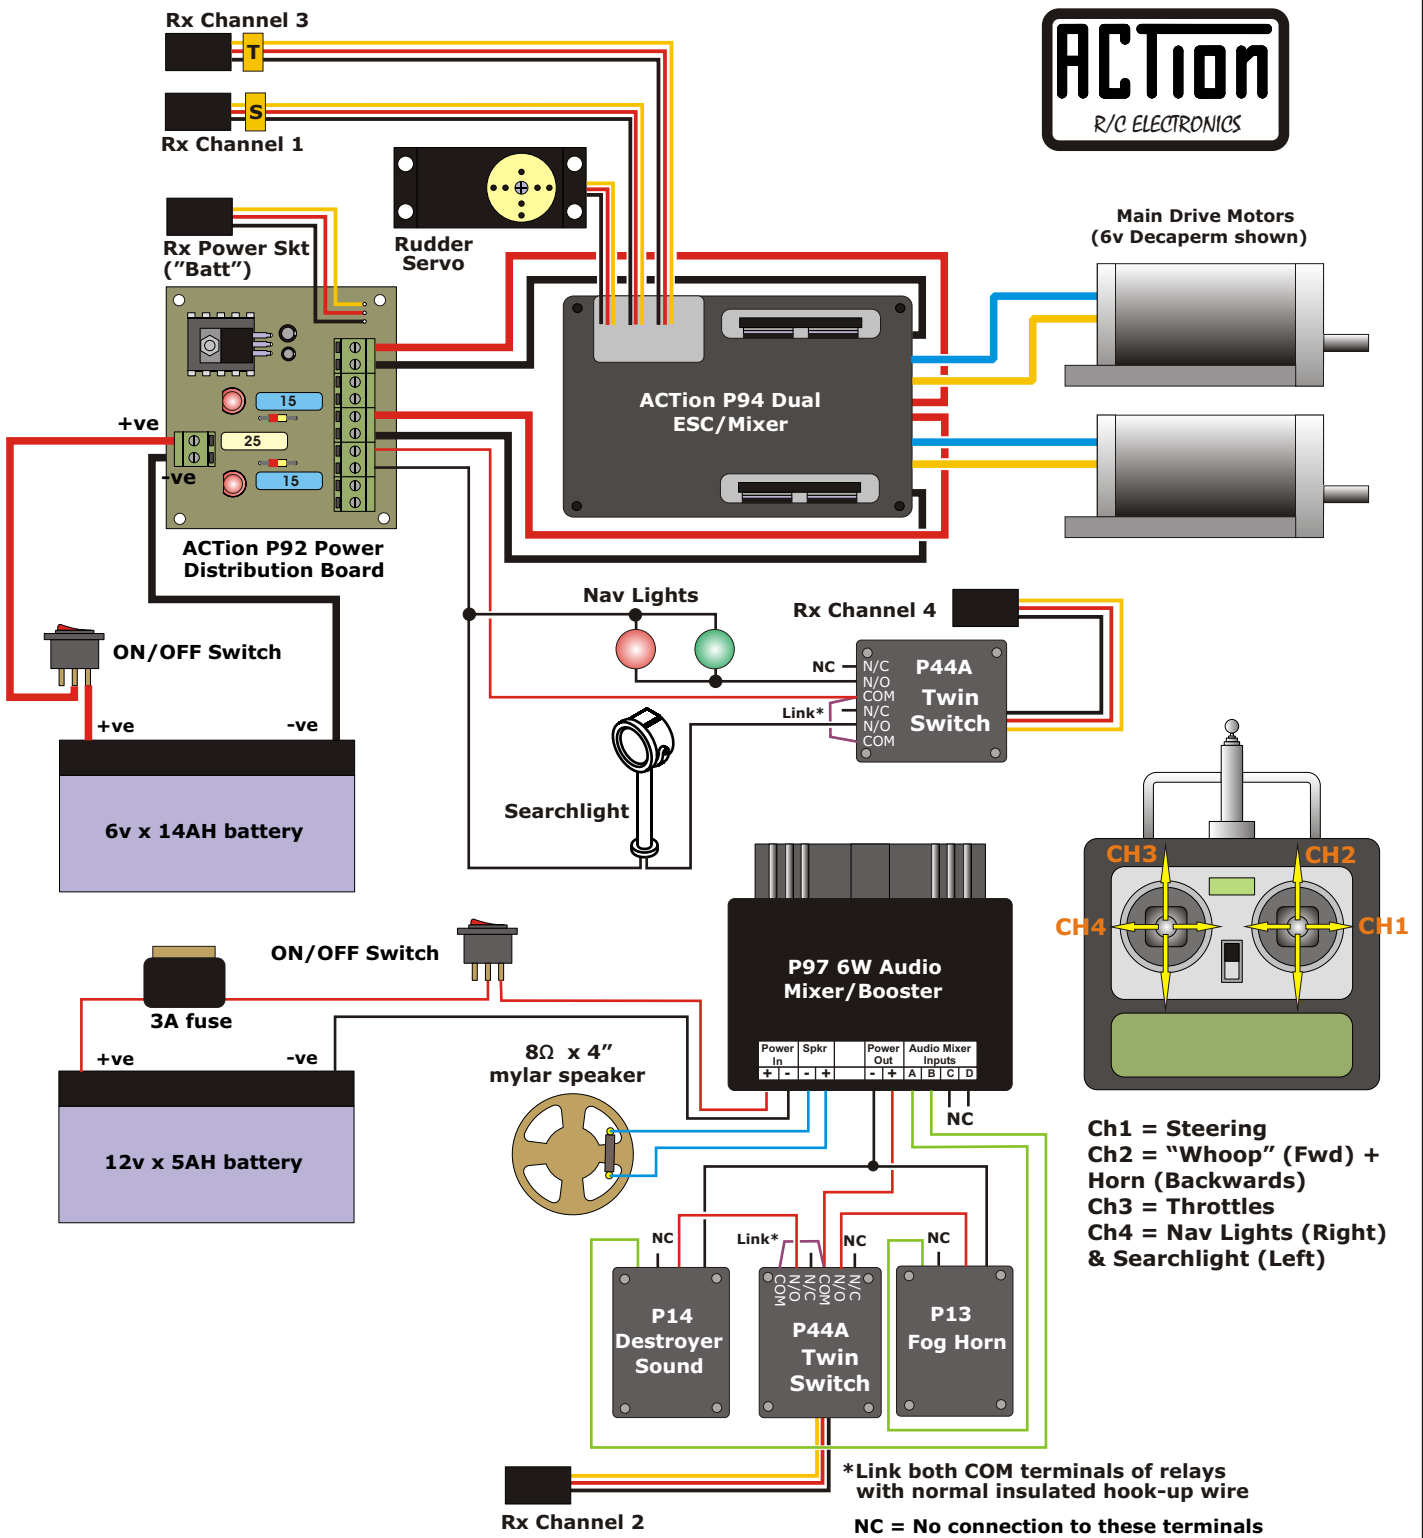 Rx Channel 3
T
S
Rx Channel 1
ACTion
R/C ELECTRONICS
Rx Power Skt
("Batt")
Rudder
Servo
Main Drive Motors
(6v Decaperm shown)
15
25
15
+ve
-ve
ACTion P92 Power
Distribution Board
ACTion P94 Dual
ESC/Mixer
ON/OFF Switch
+ve
-ve
6v x 14AH battery
Nav Lights
Rx Channel 4
NC
N/C
N/O
COM
N/C
N/O
COM
P44A
Twin
Switch
Link*
Searchlight
CH3
CH2
CH4
CH1
ON/OFF Switch
3A fuse
+ve
-ve
12v x 5AH battery
8Ω x 4”
mylar speaker
P97 6W Audio
Mixer/Booster
Power
In
Spkr
Power
Out
Audio Mixer
Inputs
+ - - + - + A B C D
NC
Ch1 = Steering
Ch2 = “Whoop” (Fwd) +
Horn (Backwards)
Ch3 = Throttles
Ch4 = Nav Lights (Right)
& Searchlight (Left)
NC
Link*
NC
NC
COM
N/O
N/C
COM
N/O
N/C
P14
Destroyer
Sound
P44A
Twin
Switch
P13
Fog Horn
Rx Channel 2
*Link both COM terminals of relays
with normal insulated hook-up wire
NC = No connection to these terminals